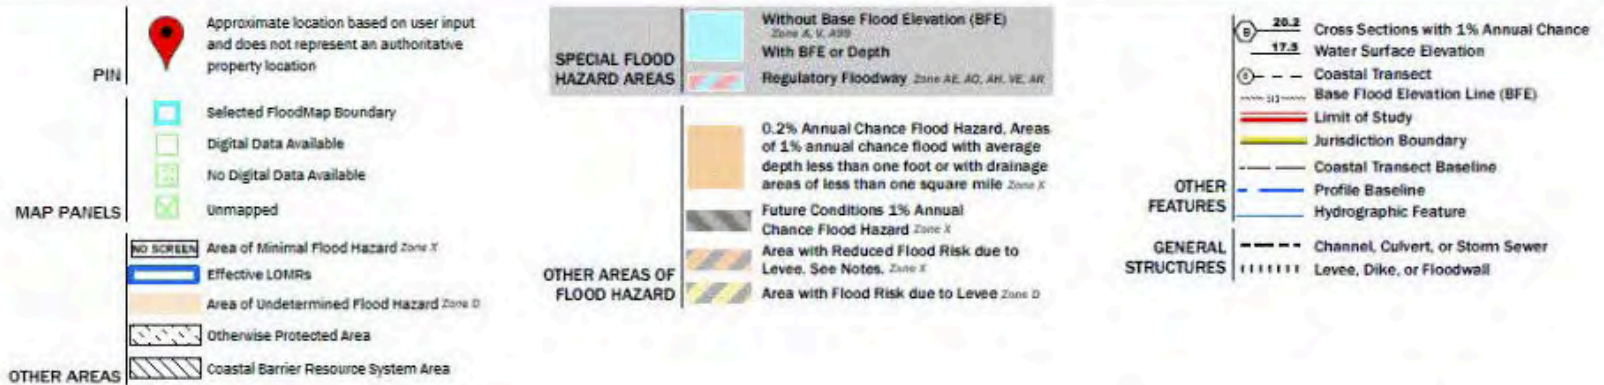 PIN
Approximate location based on user input
and does not represent an authoritative
property location
MAP PANELS
Selected FloodMap Boundary
Digital Data Available
No Digital Data Available
Unmapped
OTHER AREAS
NO SCREEN Area of Minimal Flood Hazard Zone X
Effective LOMRs
Area of Undetermined Flood Hazard Zone D
Otherwise Protected Area
Coastal Barrier Resource System Area
SPECIAL FLOOD
HAZARD AREAS
Without Base Flood Elevation (BFE)
Zone A, V, A99
With BFE or Depth
Regulatory Floodway Zone AE, AO, AH, VE, AR
OTHER AREAS OF
FLOOD HAZARD
0.2% Annual Chance Flood Hazard, Areas
of 1% annual chance flood with average
depth less than one foot or with drainage
areas of less than one square mile Zone X
Future Conditions 1% Annual
Chance Flood Hazard Zone X
Area with Reduced Flood Risk due to
Levee. See Notes. Zone X
Area with Flood Risk due to Levee Zone D
OTHER
FEATURES
20.2 Cross Sections with 1% Annual Chance
17.5 Water Surface Elevation
Coastal Transect
Base Flood Elevation Line (BFE)
Limit of Study
Jurisdiction Boundary
Coastal Transect Baseline
Profile Baseline
Hydrographic Feature
GENERAL
STRUCTURES
Channel, Culvert, or Storm Sewer
Levee, Dike, or Floodwall